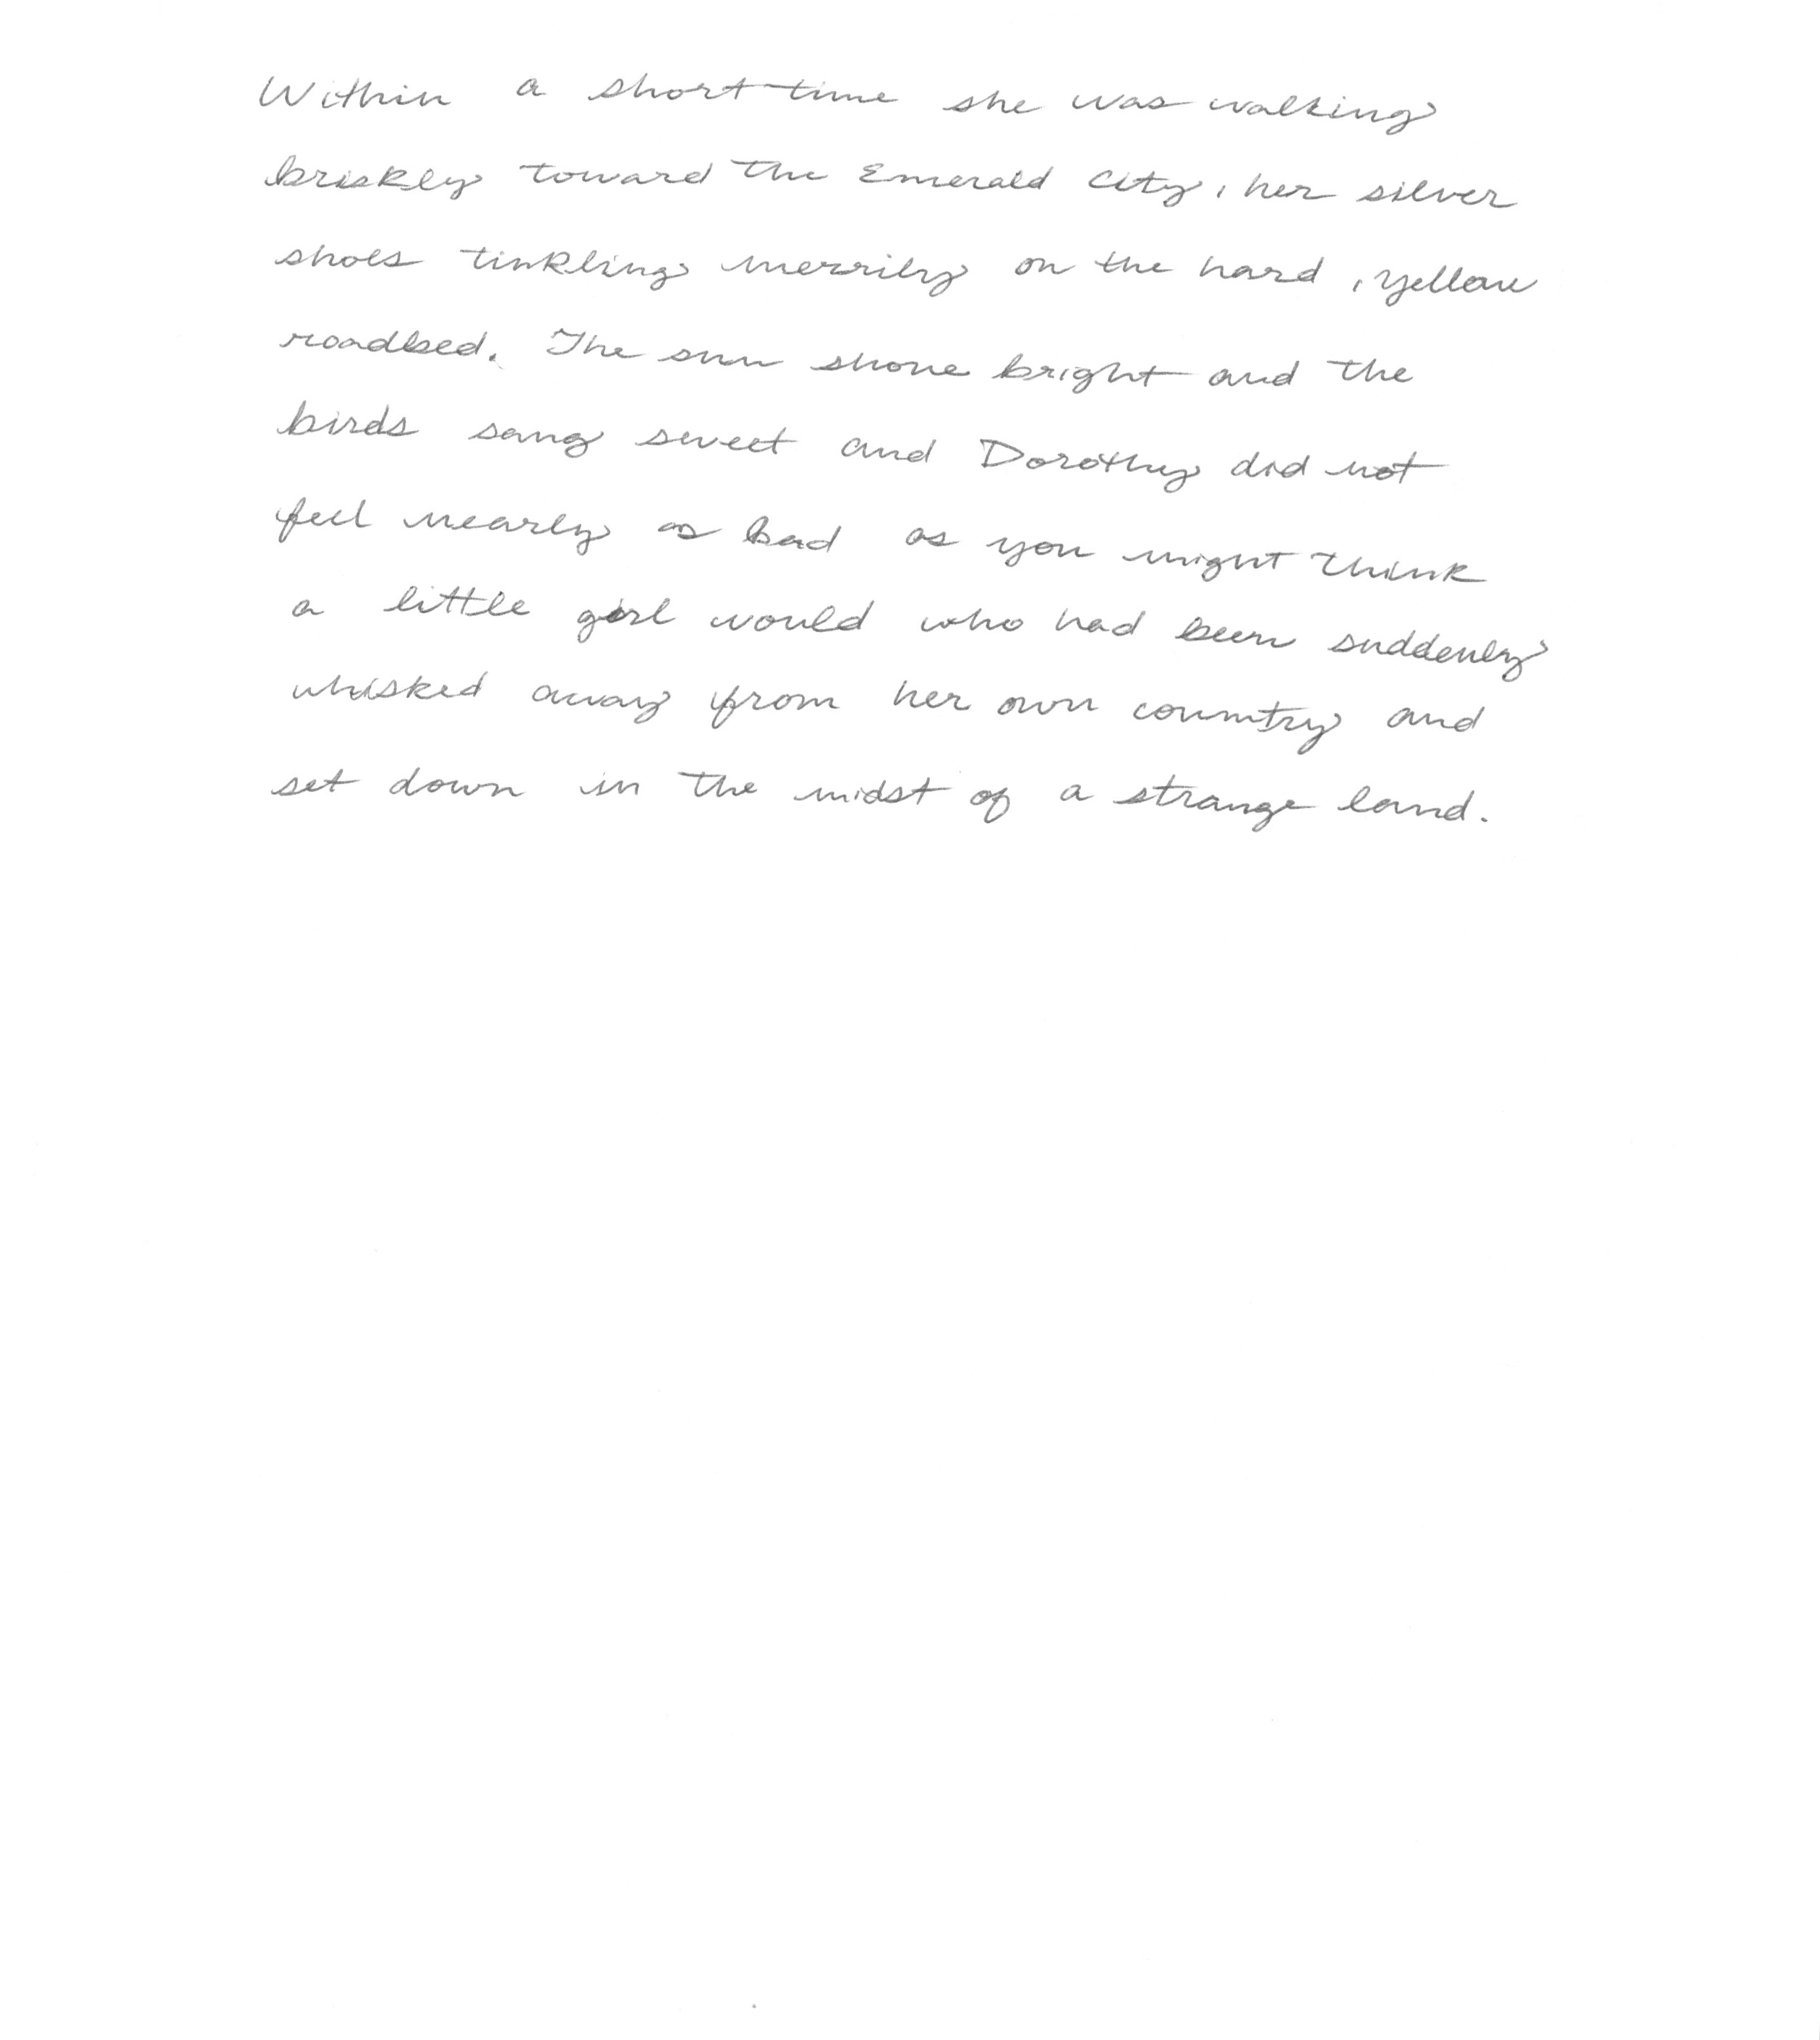 Within a short time she was walking
briskly toward the Emerald City, her silver
shoes tinkling merrily on the hard, yellow
roadbed. The sun shone bright and the
birds sang sweet and Dorothy did not
feel nearly as bad as you might think
a little girl would who had been suddenly
whisked away from her own country and
set down in the midst of a strange land.